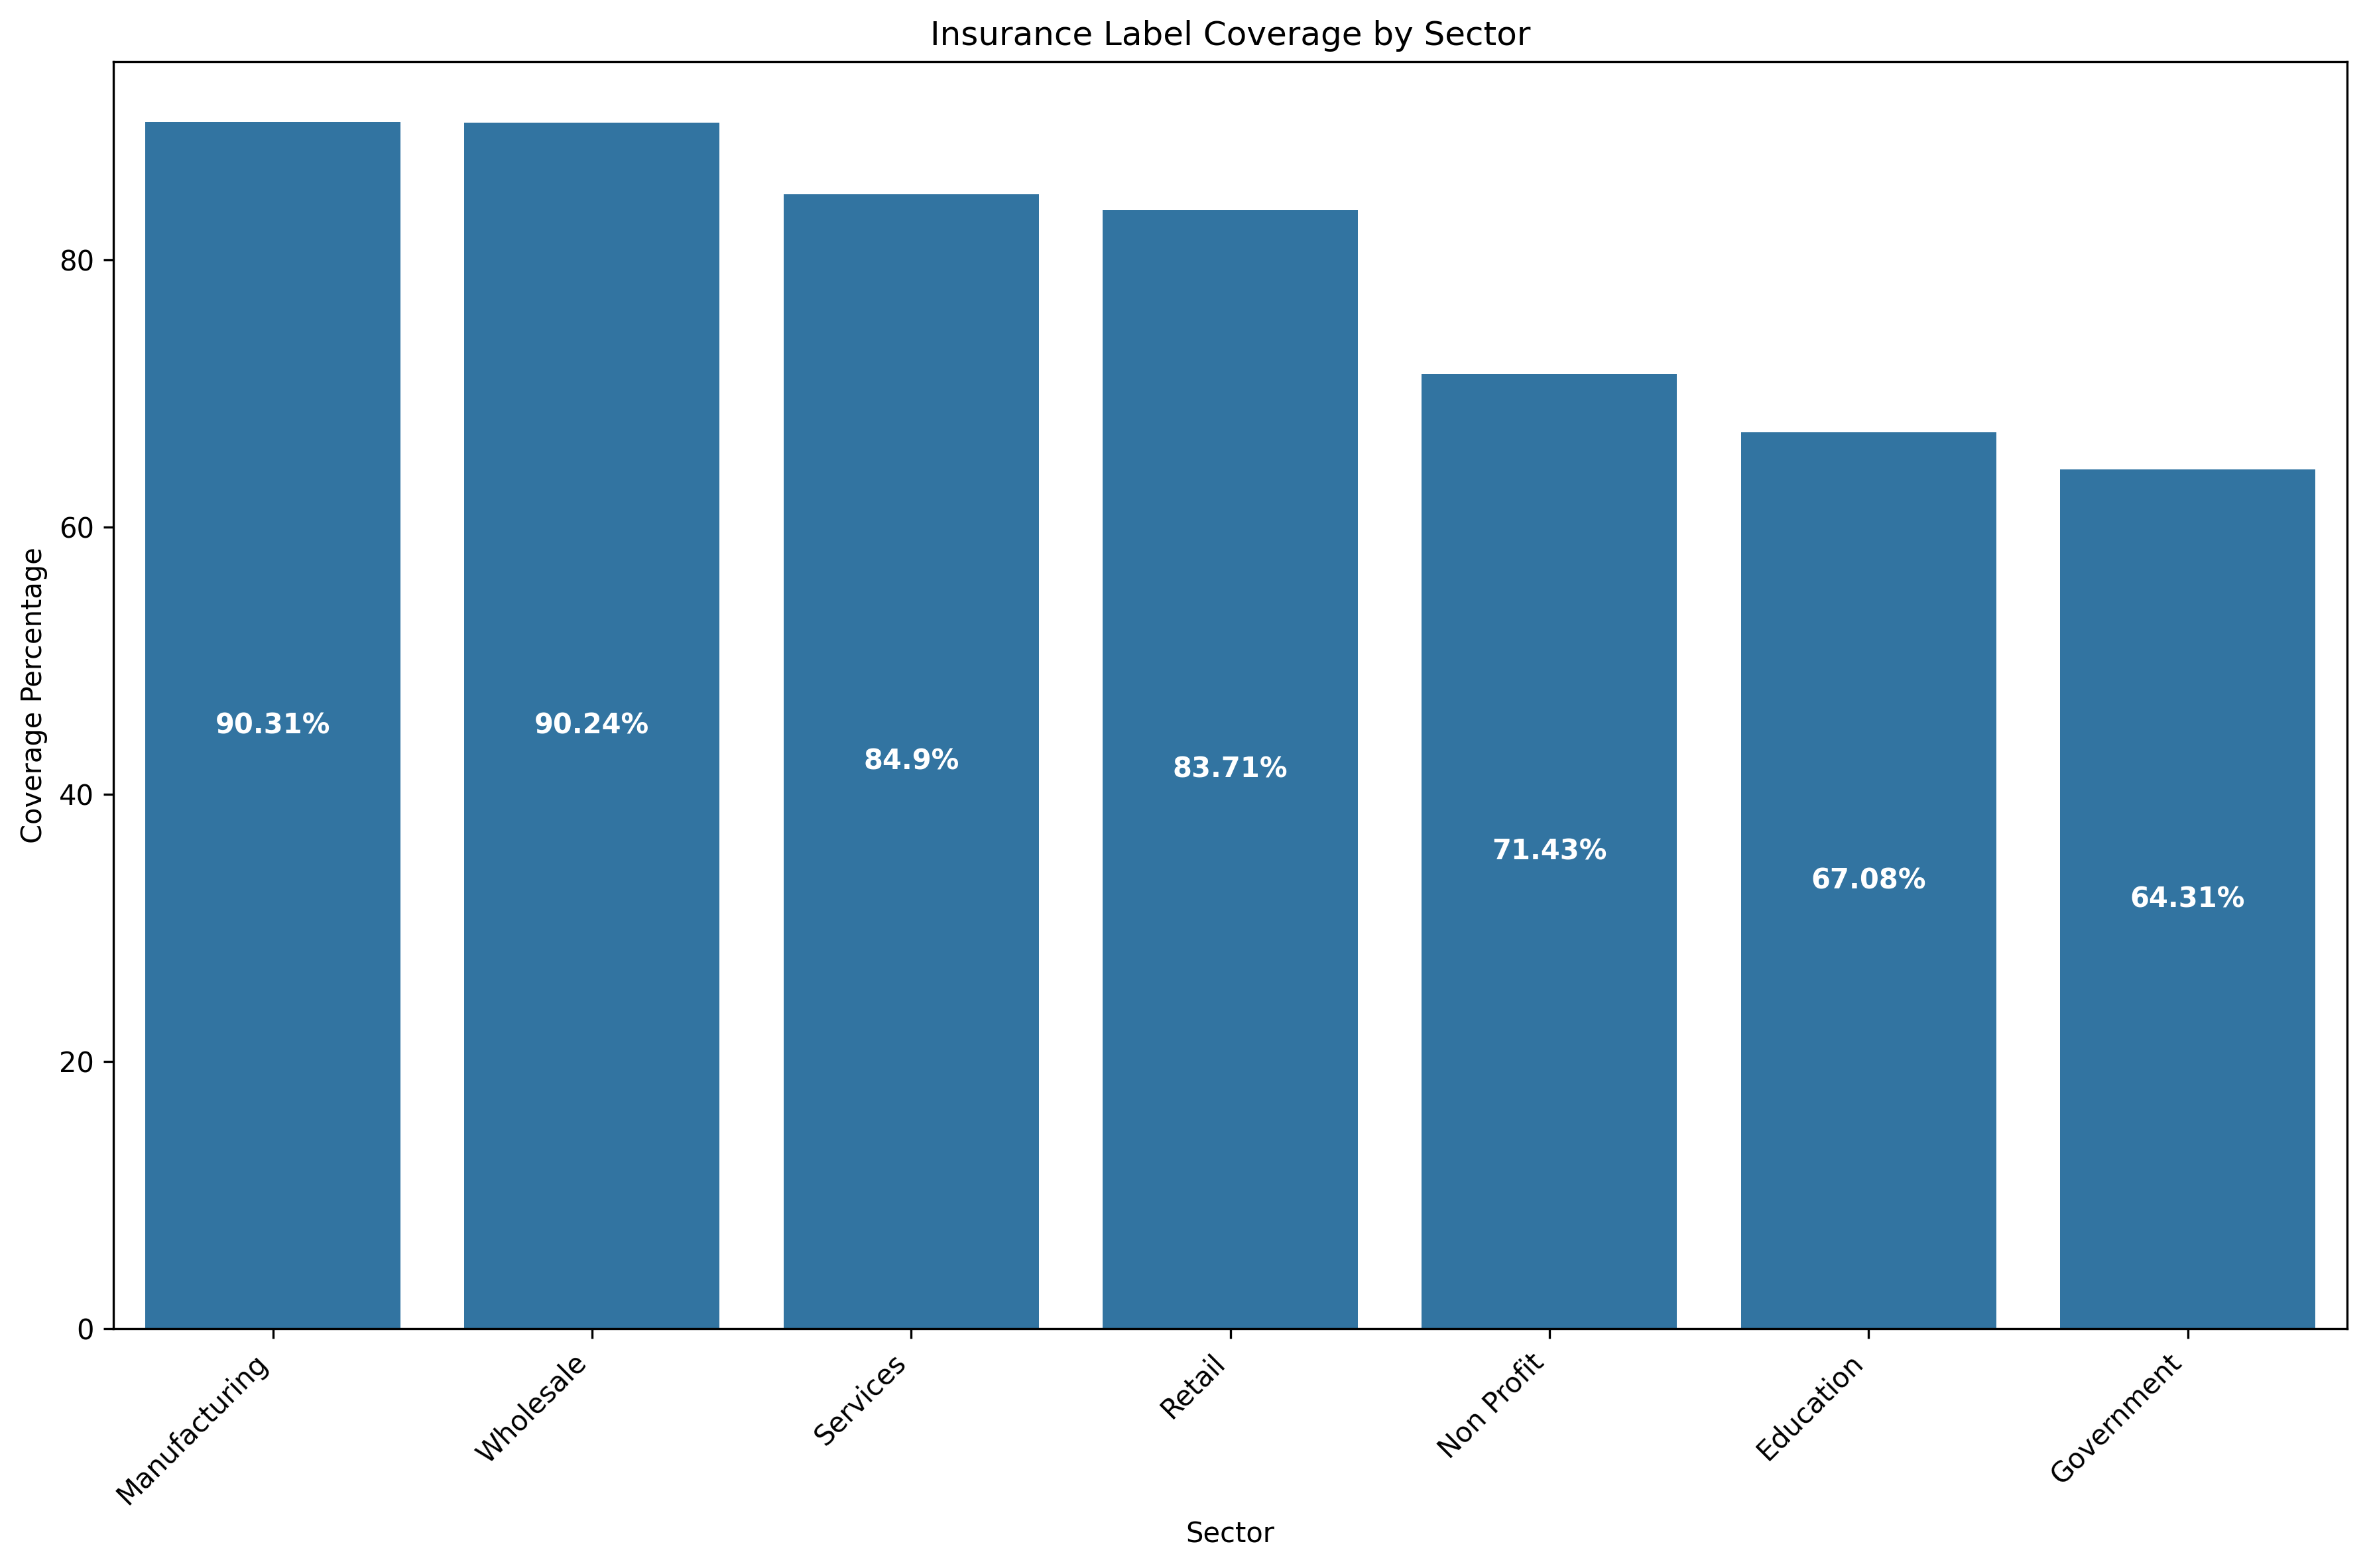 Insurance Label Coverage by Sector
Coverage Percentage
80
60
40
20
0
90.31%
90.24%
84.9%
83.71%
71.43%
67.08%
64.31%
Manufacturing
Wholesale
Services
Retail
Non Profit
Education
Government
Sector